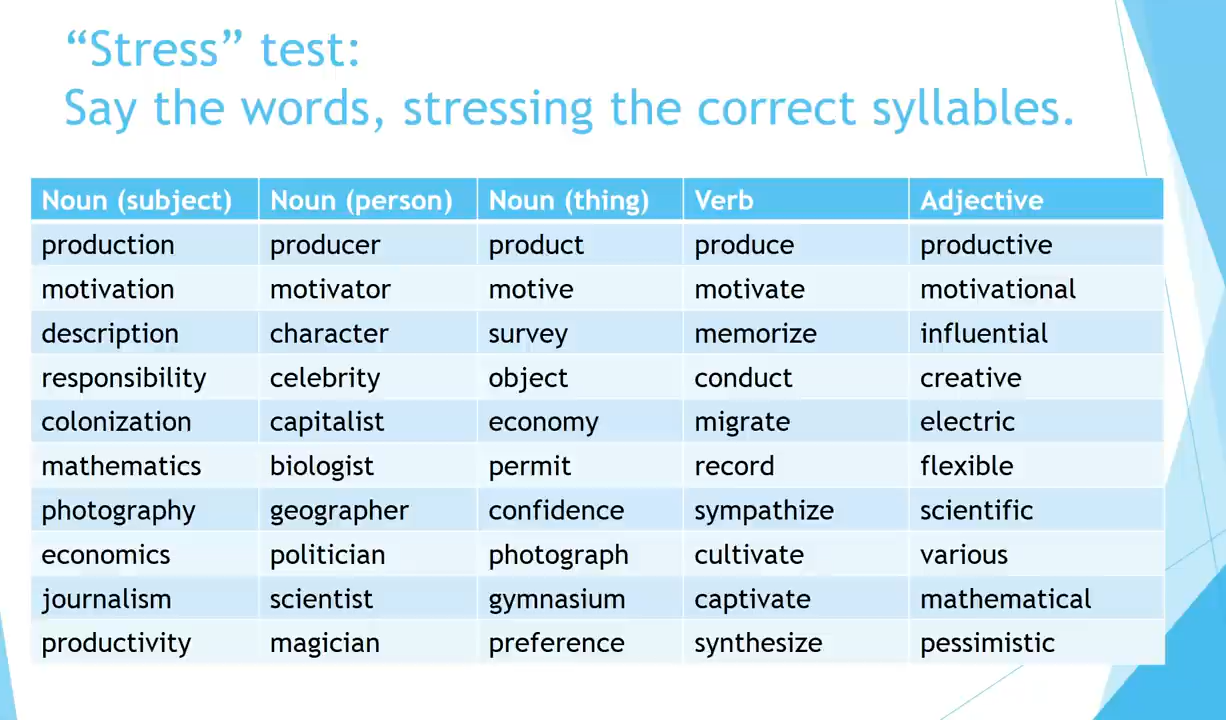 “Stress” test:
Say the words, stressing the correct syllables.
Noun (subject) Noun (person) Noun (thing) Verb Adjective
production producer product produce productive
motivation motivator motive motivate motivational
description character survey memorize influential
responsibility celebrity object conduct creative
colonization capitalist economy migrate electric
mathematics biologist permit record flexible
photography geographer confidence sympathize scientific
economics politician photograph cultivate various
journalism scientist gymnasium captivate mathematical
productivity magician preference synthesize pessimistic